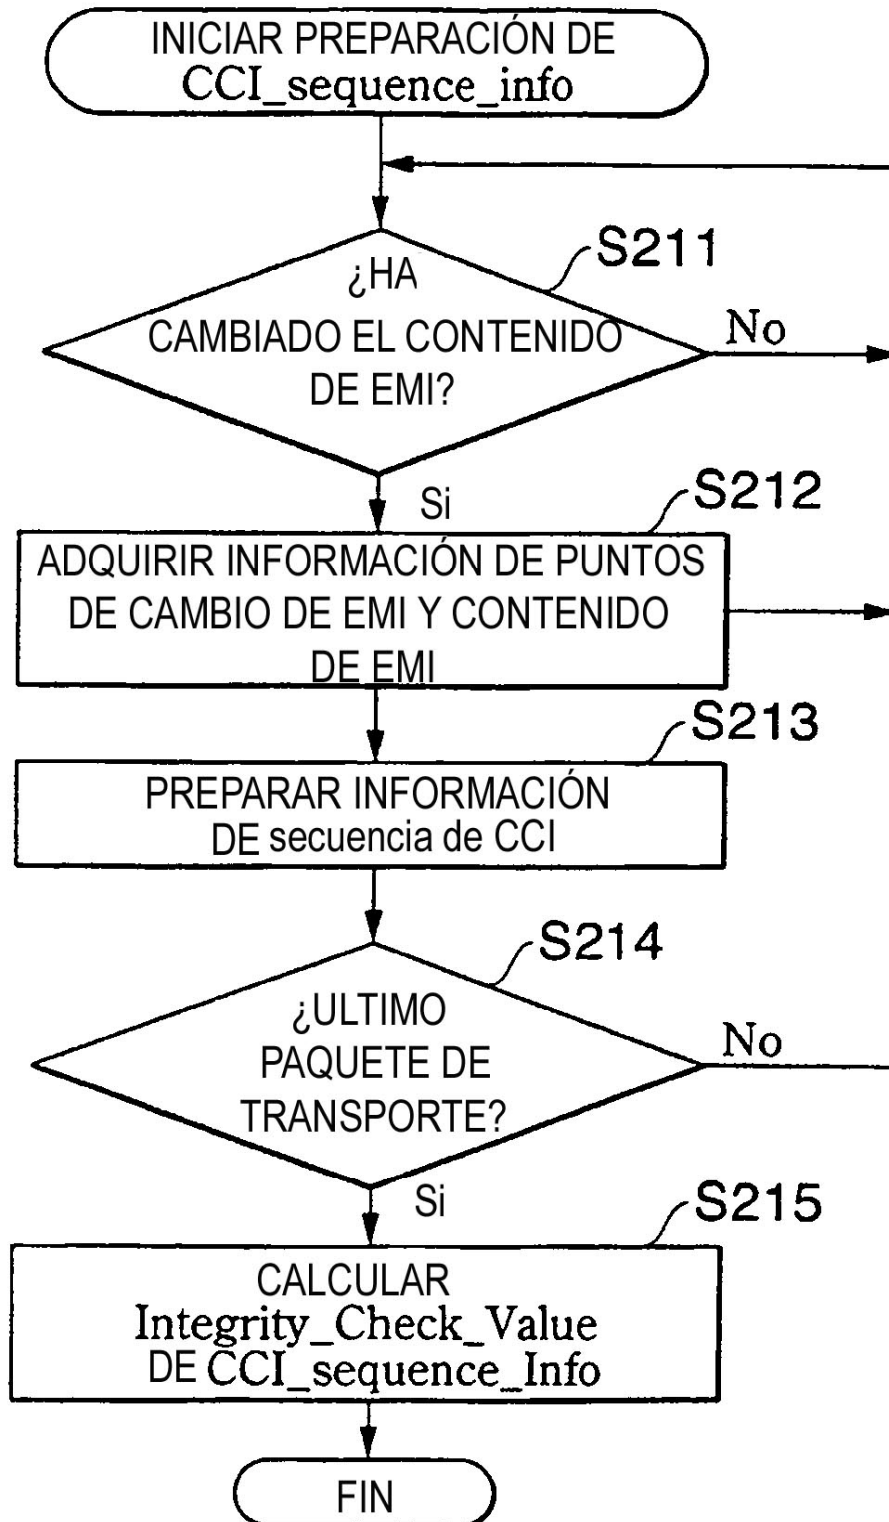 INICIAR PREPARACIÓN DE
CCI_sequence_info
S211
¿HA
CAMBIADO EL CONTENIDO
DE EMI?
No
Si
S212
ADQUIRIR INFORMACIÓN DE PUNTOS
DE CAMBIO DE EMI Y CONTENIDO
DE EMI
S213
PREPARAR INFORMACIÓN
DE secuencia de CCI
S214
¿ULTIMO
PAQUETE DE
TRANSPORTE?
No
Si
S215
CALCULAR
Integrity_Check_Value
DE CCI_sequence_Info
FIN